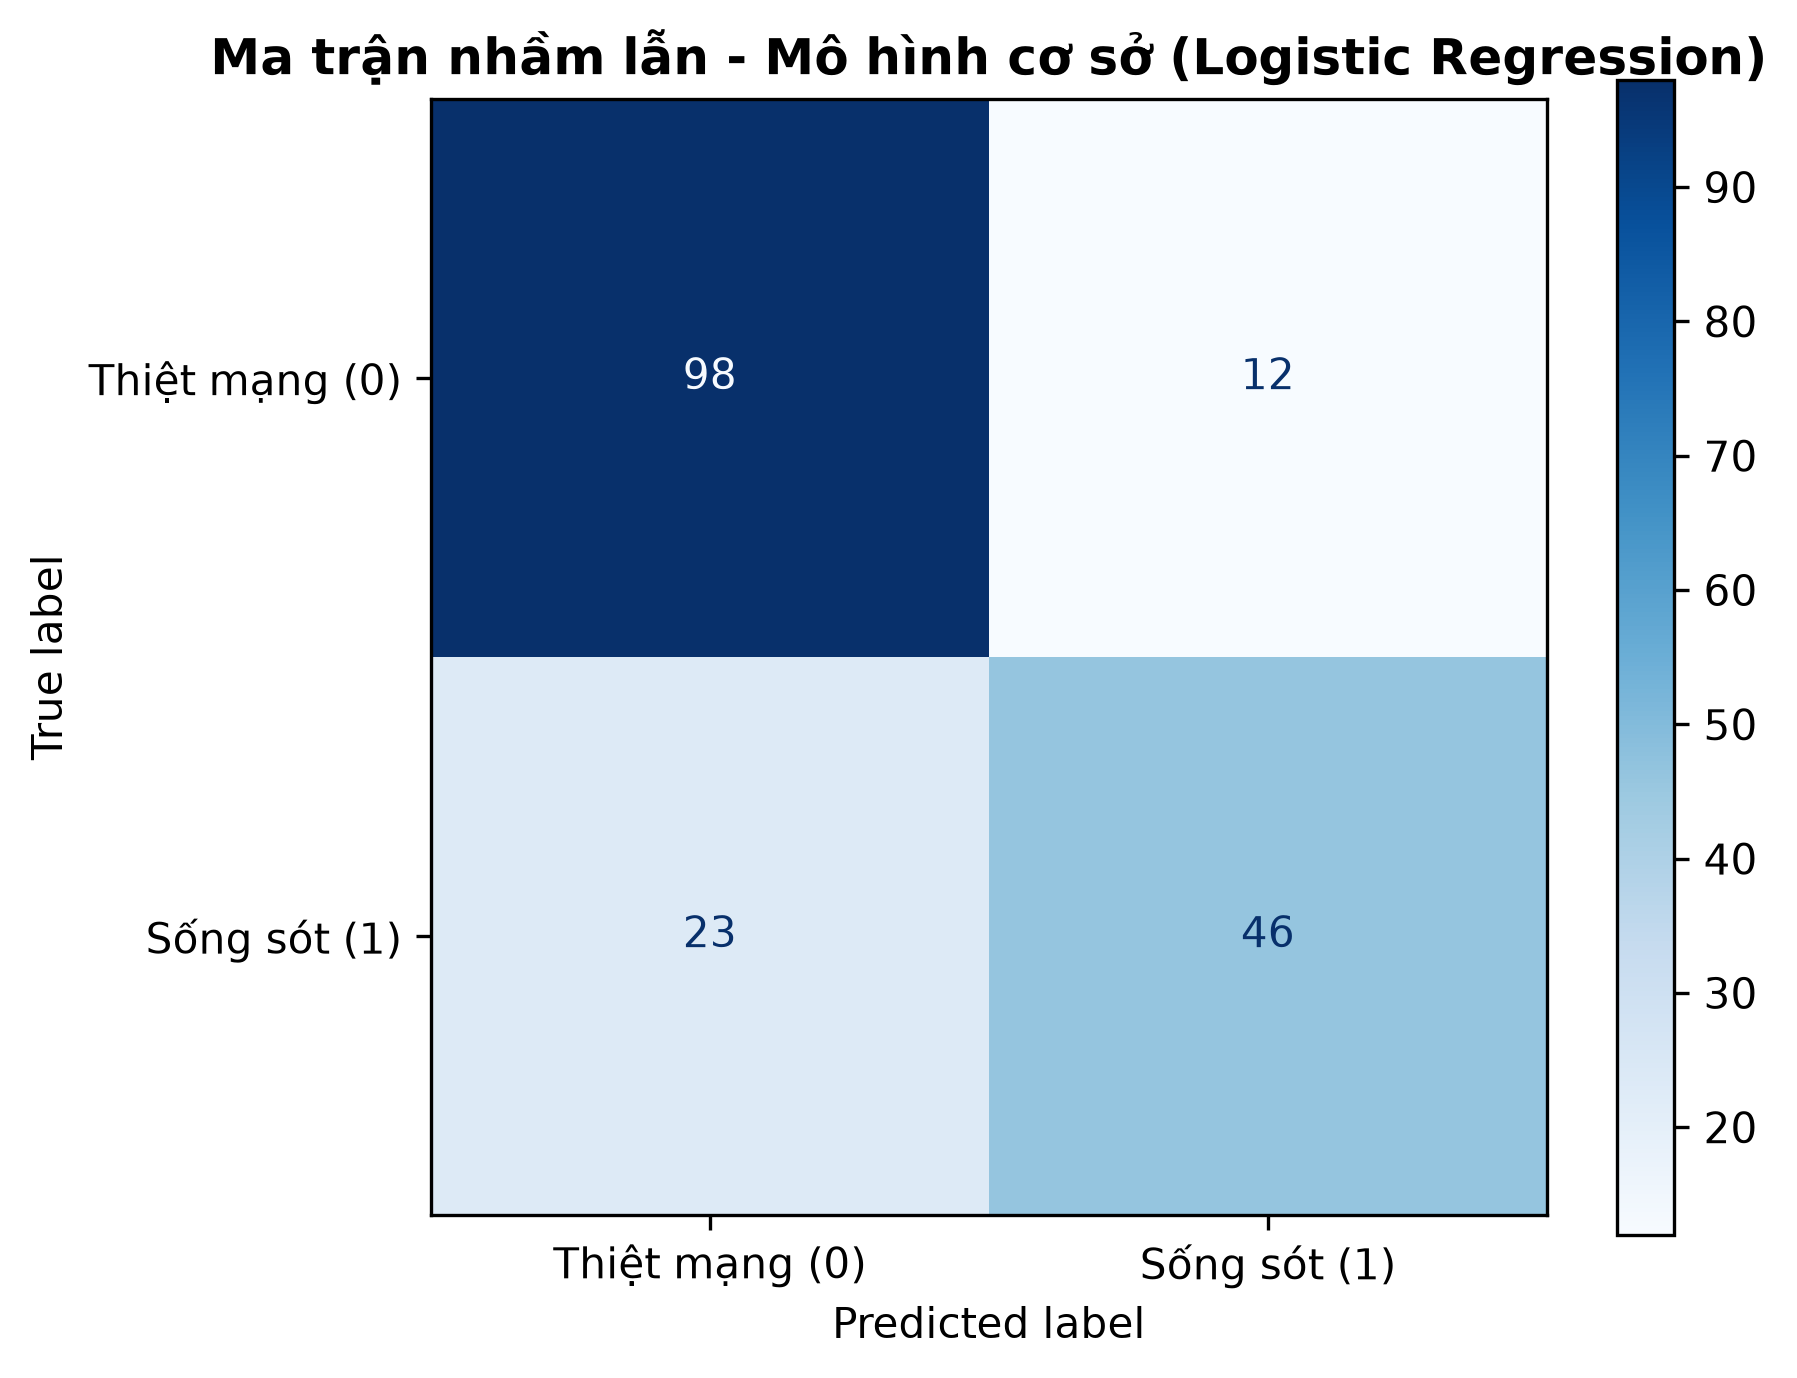 Ma trận nhầm lẫn - Mô hình cơ sở (Logistic Regression)
True label
Thiệt mạng (0)
98
12
Sống sót (1)
23
46
Thiệt mạng (0)
Sống sót (1)
Predicted label
90
80
70
60
50
40
30
20